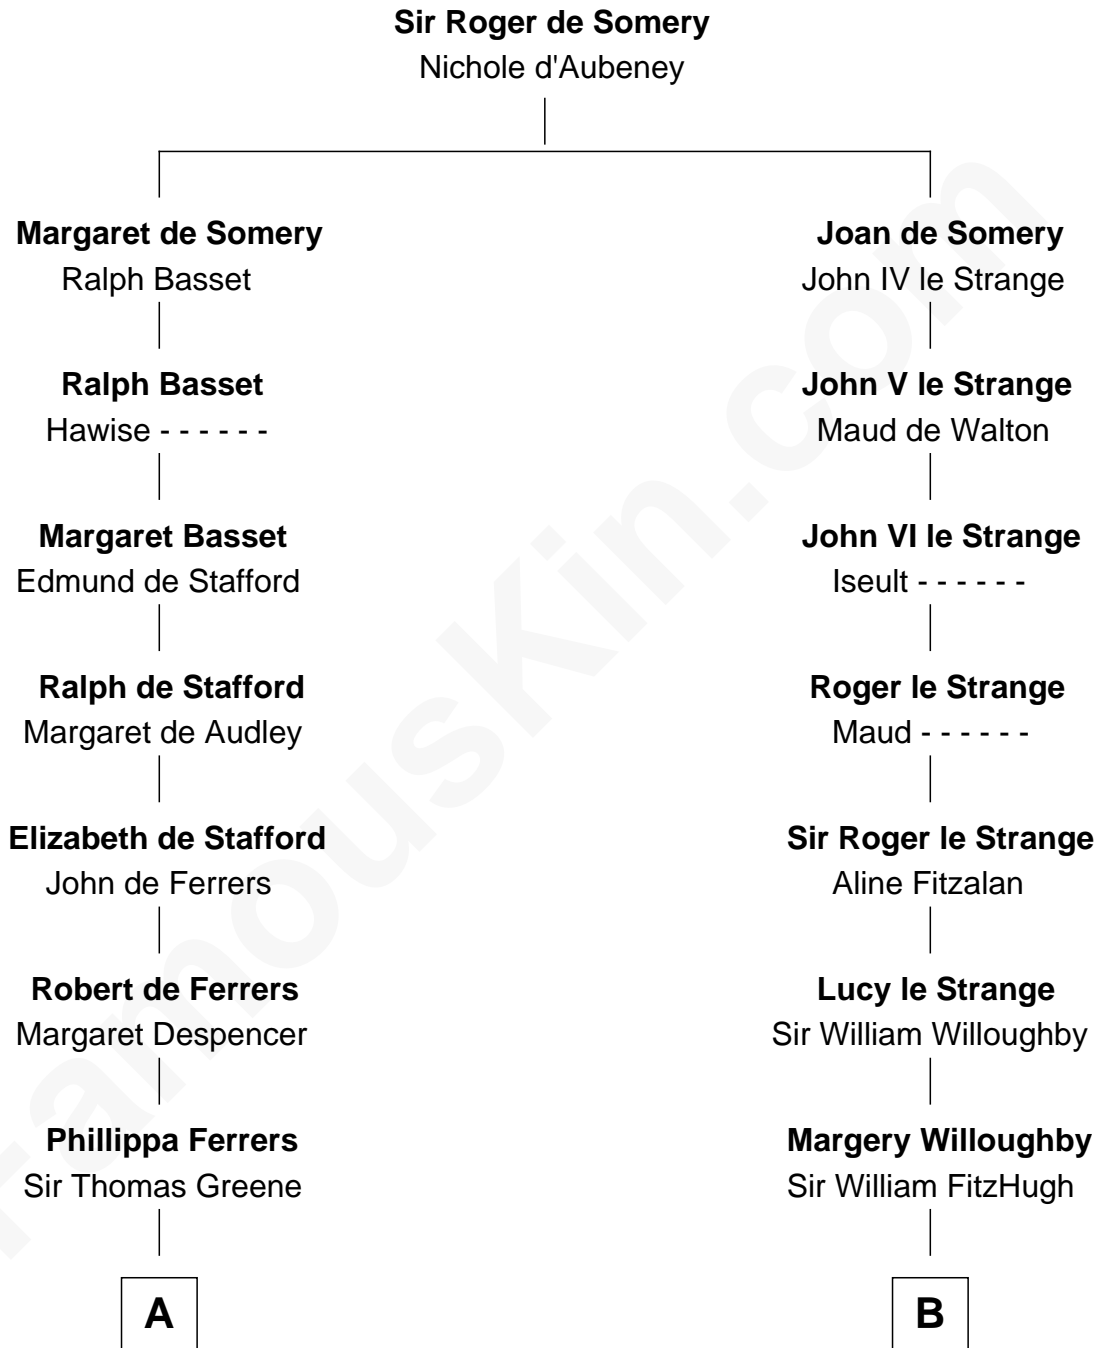 Sir Roger de Somery
Nichole d'Aubeney
Margaret de Somery
Ralph Basset
Joan de Somery
John IV le Strange
Ralph Basset
Hawise - - - - - -
John V le Strange
Maud de Walton
Margaret Basset
Edmund de Stafford
John VI le Strange
Iseult - - - - - -
Ralph de Stafford
Margaret de Audley
Roger le Strange
Maud - - - - - -
Elizabeth de Stafford
John de Ferrers
Sir Roger le Strange
Aline Fitzalan
Robert de Ferrers
Margaret Despencer
Lucy le Strange
Sir William Willoughby
Phillippa Ferrers
Sir Thomas Greene
Margery Willoughby
Sir William FitzHugh
A
B
FamousKin.com